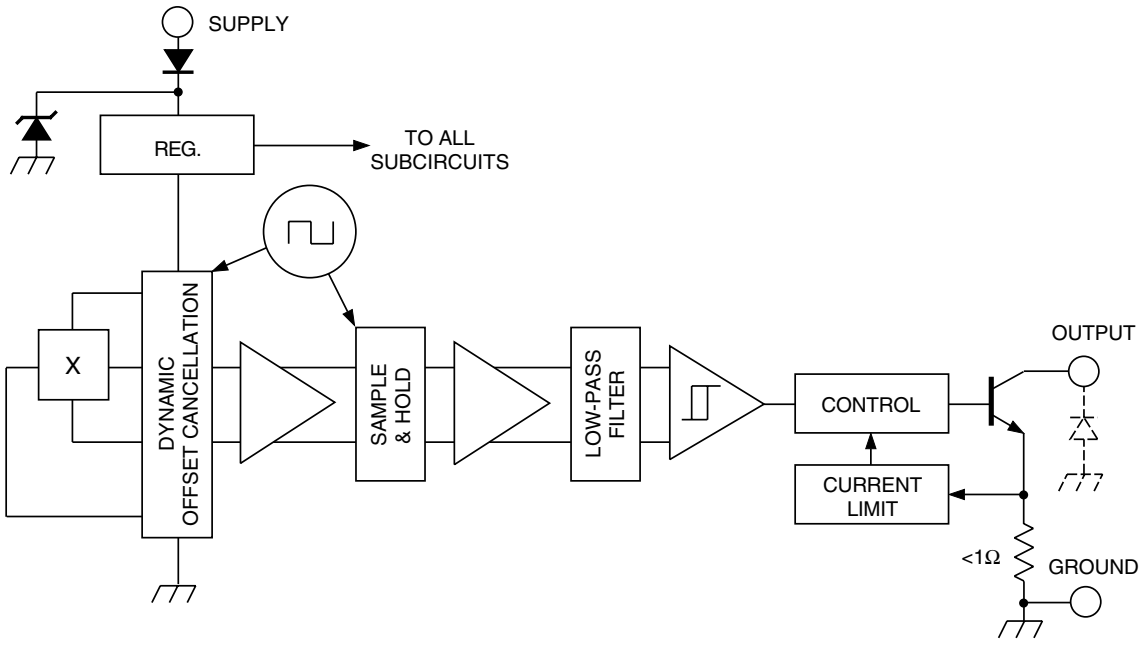 SUPPLY
REG.
TO ALL
SUBCIRCUITS
X
DYNAMIC
OFFSET CANCELLATION
SAMPLE
& HOLD
LOW-PASS
FILTER
CONTROL
CURRENT
LIMIT
OUTPUT
<1Ω
GROUND